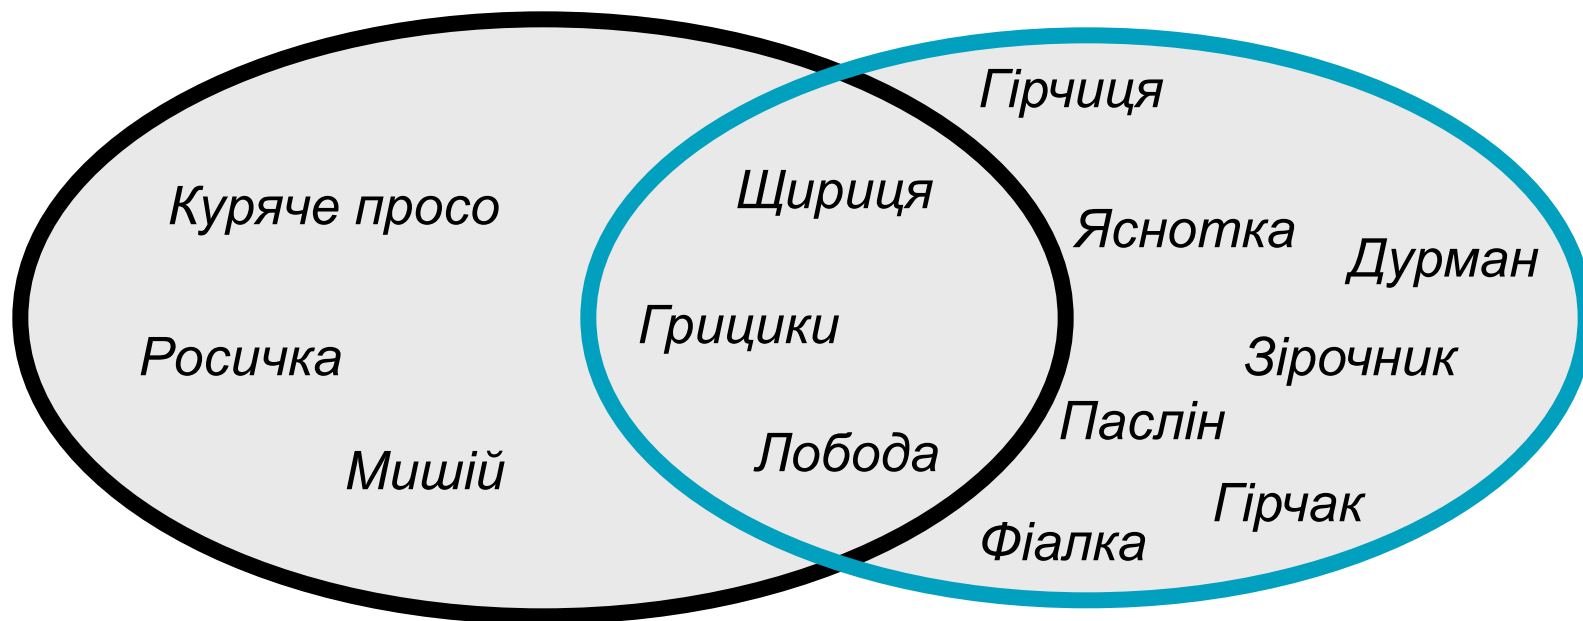 Гірчиця
Куряче просо
Щириця
Яснотка
Дурман
Грицики
Росичка
Зірочник
Паслін
Лобода
Мишій
Гірчак
Фіалка